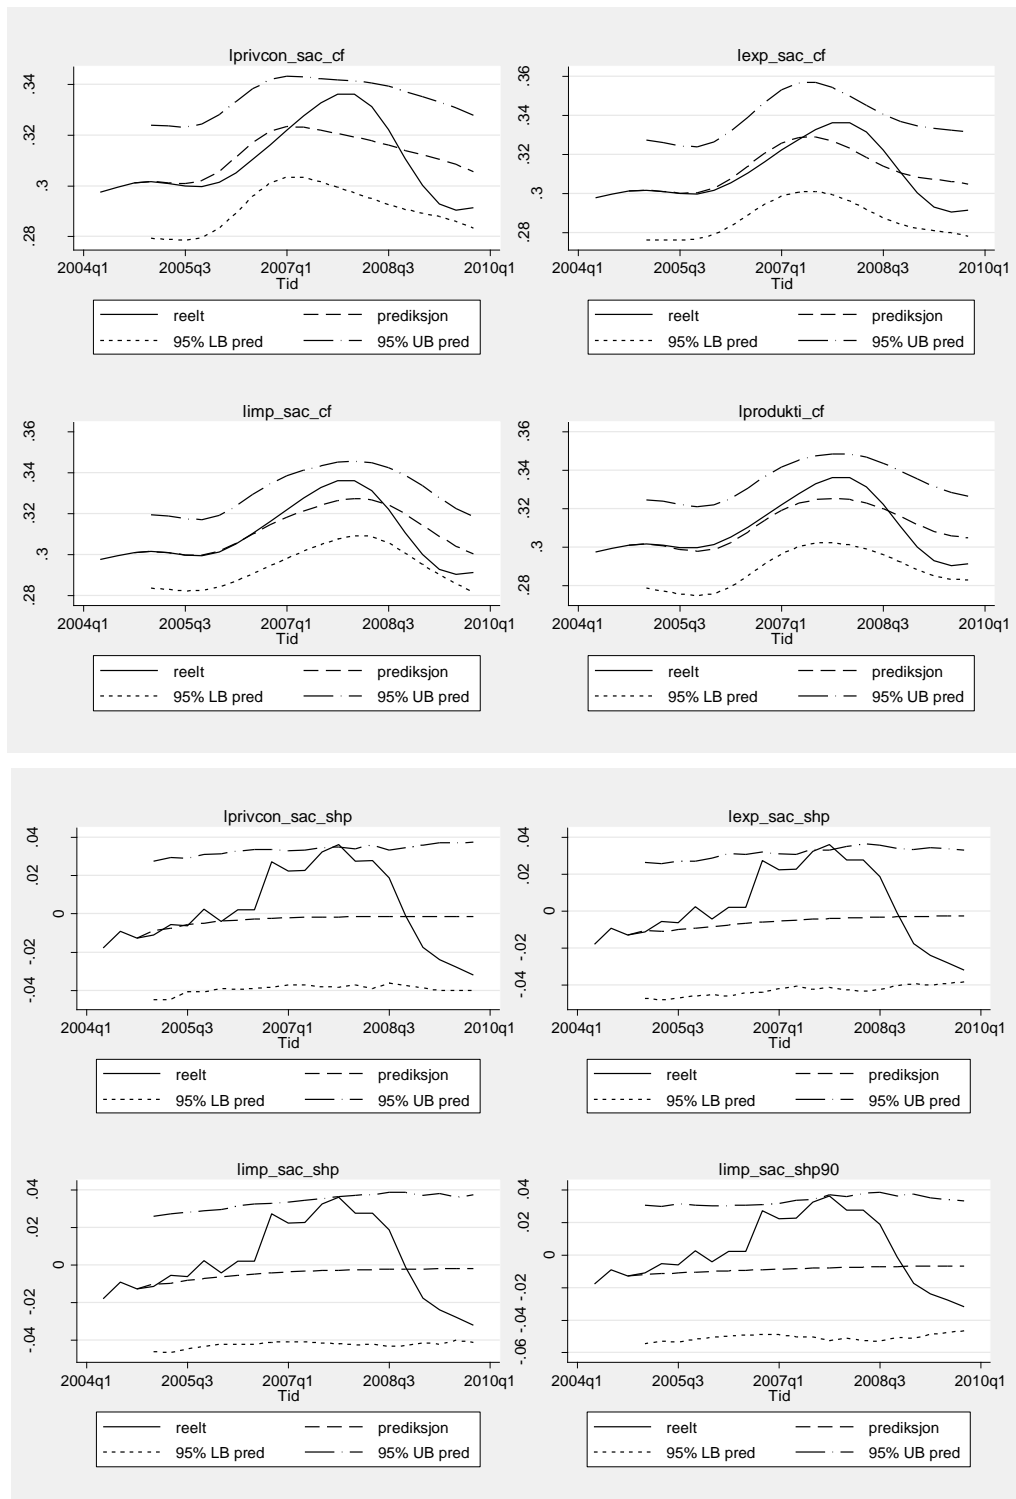 lprivcon_sac_cf
.34
.32
.3
.28
2004q1 2005q3 2007q1 2008q3 2010q1
Tid
reelt prediksjon
95% LB pred 95% UB pred
lexp_sac_cf
.36
.34
.32
.3
.28
2004q1 2005q3 2007q1 2008q3 2010q1
Tid
reelt prediksjon
95% LB pred 95% UB pred
limp_sac_cf
.36
.34
.32
.3
.28
2004q1 2005q3 2007q1 2008q3 2010q1
Tid
reelt prediksjon
95% LB pred 95% UB pred
lprodukti_cf
.36
.34
.32
.3
.28
2004q1 2005q3 2007q1 2008q3 2010q1
Tid
reelt prediksjon
95% LB pred 95% UB pred
lprivcon_sac_shp
.04
.02
0
-.02
-.04
2004q1 2005q3 2007q1 2008q3 2010q1
Tid
reelt prediksjon
95% LB pred 95% UB pred
lexp_sac_shp
.04
.02
0
-.02
-.04
2004q1 2005q3 2007q1 2008q3 2010q1
Tid
reelt prediksjon
95% LB pred 95% UB pred
limp_sac_shp
.04
.02
0
-.02
-.04
2004q1 2005q3 2007q1 2008q3 2010q1
Tid
reelt prediksjon
95% LB pred 95% UB pred
limp_sac_shp90
.04
.02
0
-.02
-.04
-.06
2004q1 2005q3 2007q1 2008q3 2010q1
Tid
reelt prediksjon
95% LB pred 95% UB pred